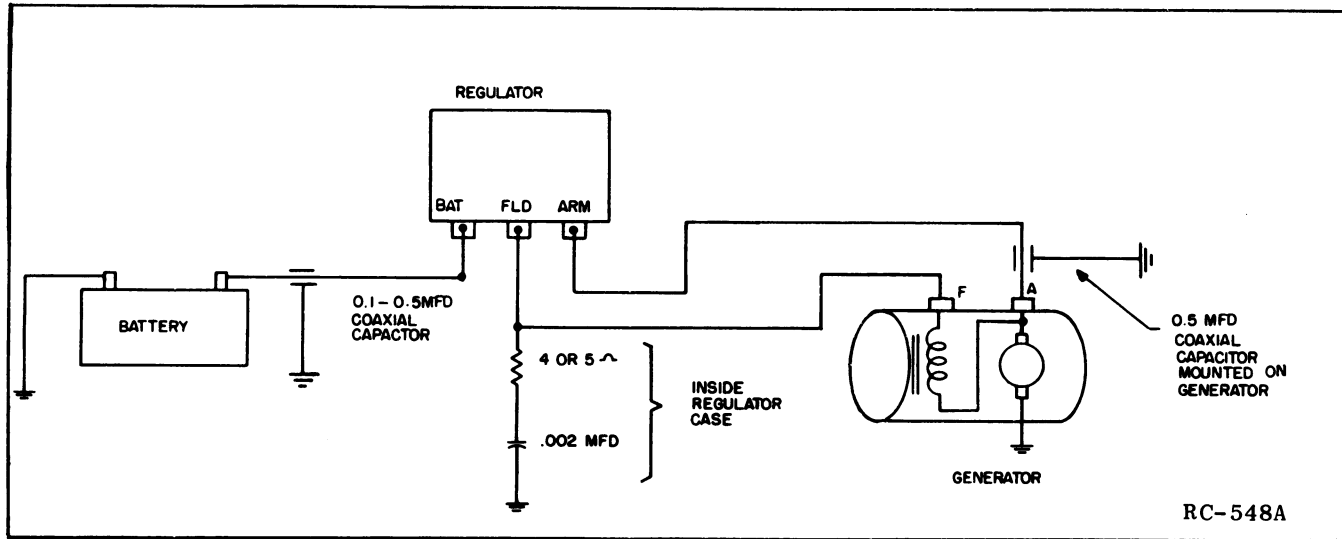 REGULATOR
BAT FLD ARM
BATTERY
0.1-0.5MFD
COAXIAL
CAPACTOR
4 OR 5 ~
.002 MFD
INSIDE
REGULATOR
CASE
F A
0.5 MFD
COAXIAL
CAPACITOR
MOUNTED ON
GENERATOR
GENERATOR
RC-548A